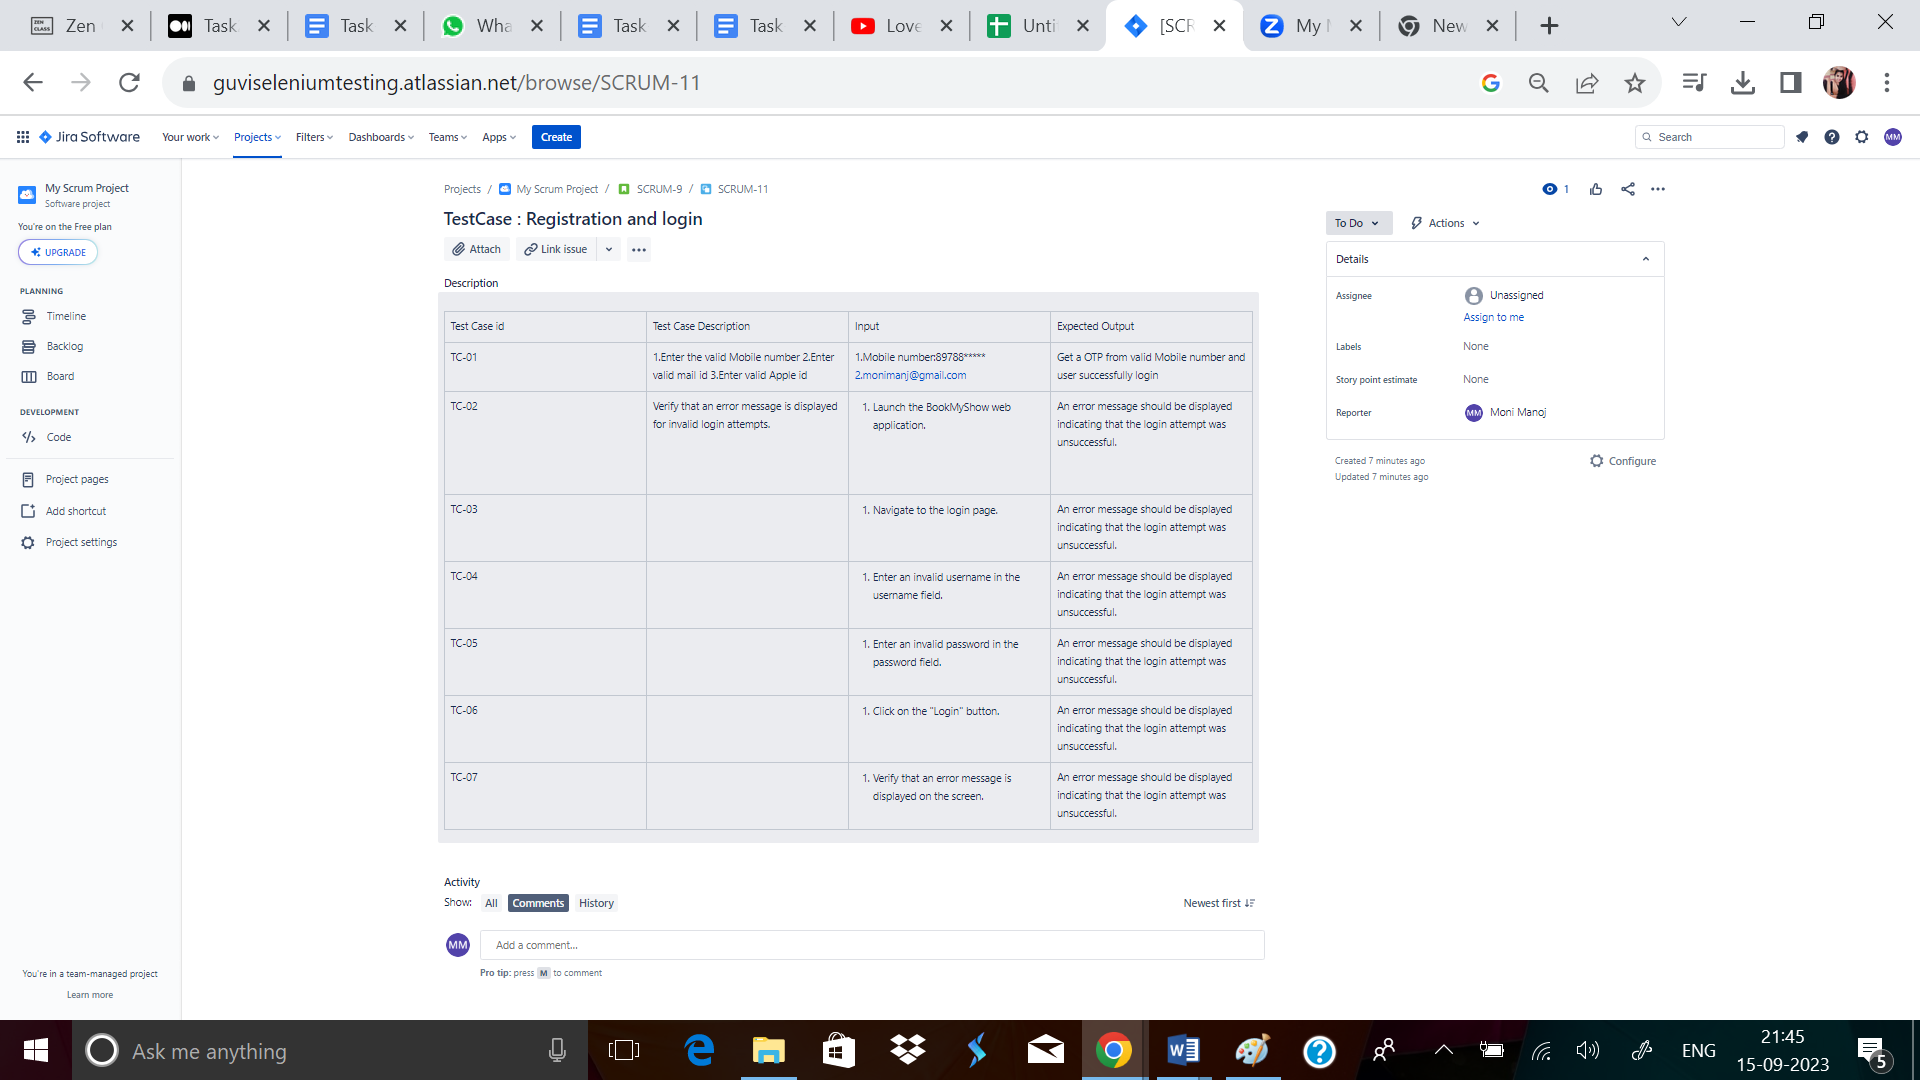 Zen
Task
Task
Wha
Task
Task
Love
Unti
[SCR
My
New
guviseleniumtesting.atlassian.net/browse/SCRUM-11
Jira Software
Your work
Projects
Filters
Dashboards
Teams
Apps
Create
Search
MM
My Scrum Project
Software project
You're on the Free plan
UPGRADE
PLANNING
Timeline
Backlog
Board
DEVELOPMENT
Code
Project pages
Add shortcut
Project settings
You're in a team-managed project
Learn more
Projects / My Scrum Project / SCRUM-9 / SCRUM-11
TestCase : Registration and login
Attach
Link issue
Description
Test Case id
Test Case Description
Input
Expected Output
TC-01
1.Enter the valid Mobile number 2.Enter
valid mail id 3.Enter valid Apple id
1.Mobile number:89788*****
2.monimanj@gmail.com
Get a OTP from valid Mobile number and
user successfully login
TC-02
Verify that an error message is displayed
for invalid login attempts.
1. Launch the BookMyShow web
application.
An error message should be displayed
indicating that the login attempt was
unsuccessful.
TC-03
1. Navigate to the login page.
An error message should be displayed
indicating that the login attempt was
unsuccessful.
TC-04
1. Enter an invalid username in the
username field.
An error message should be displayed
indicating that the login attempt was
unsuccessful.
TC-05
1. Enter an invalid password in the
password field.
An error message should be displayed
indicating that the login attempt was
unsuccessful.
TC-06
1. Click on the "Login" button.
An error message should be displayed
indicating that the login attempt was
unsuccessful.
TC-07
1. Verify that an error message is
displayed on the screen.
An error message should be displayed
indicating that the login attempt was
unsuccessful.
Activity
Show:
All
Comments
History
Newest first
MM
Add a comment...
Pro tip: press M to comment
1
To Do
Actions
Details
Assignee
Unassigned
Assign to me
Labels
None
Story point estimate
None
Reporter
MM Moni Manoj
Created 7 minutes ago
Updated 7 minutes ago
Configure
Ask me anything
ENG
21:45
15-09-2023
5